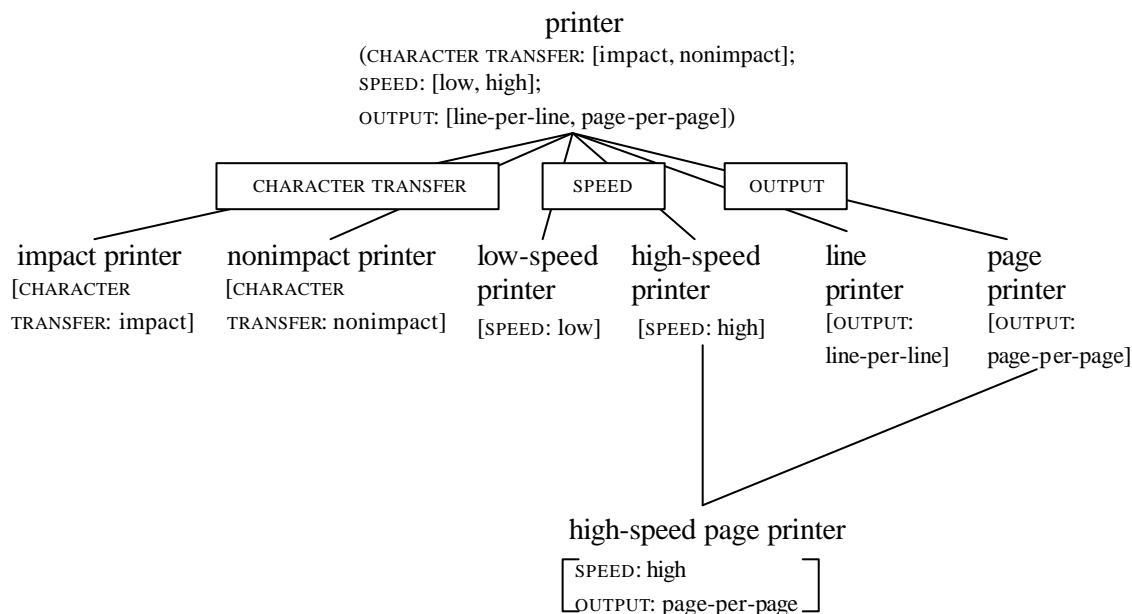 printer
(CHARACTER TRANSFER: [impact, nonimpact];
SPEED: [low, high];
OUTPUT: [line-per-line, page-per-page])
CHARACTER TRANSFER
SPEED
OUTPUT
impact printer
[CHARACTER
TRANSFER: impact]
nonimpact printer
[CHARACTER
TRANSFER: nonimpact]
low-speed
printer
[SPEED: low]
high-speed
printer
[SPEED: high]
line
printer
[OUTPUT:
line-per-line]
page
printer
[OUTPUT:
page-per-page]
high-speed page printer
SPEED: high
OUTPUT: page-per-page